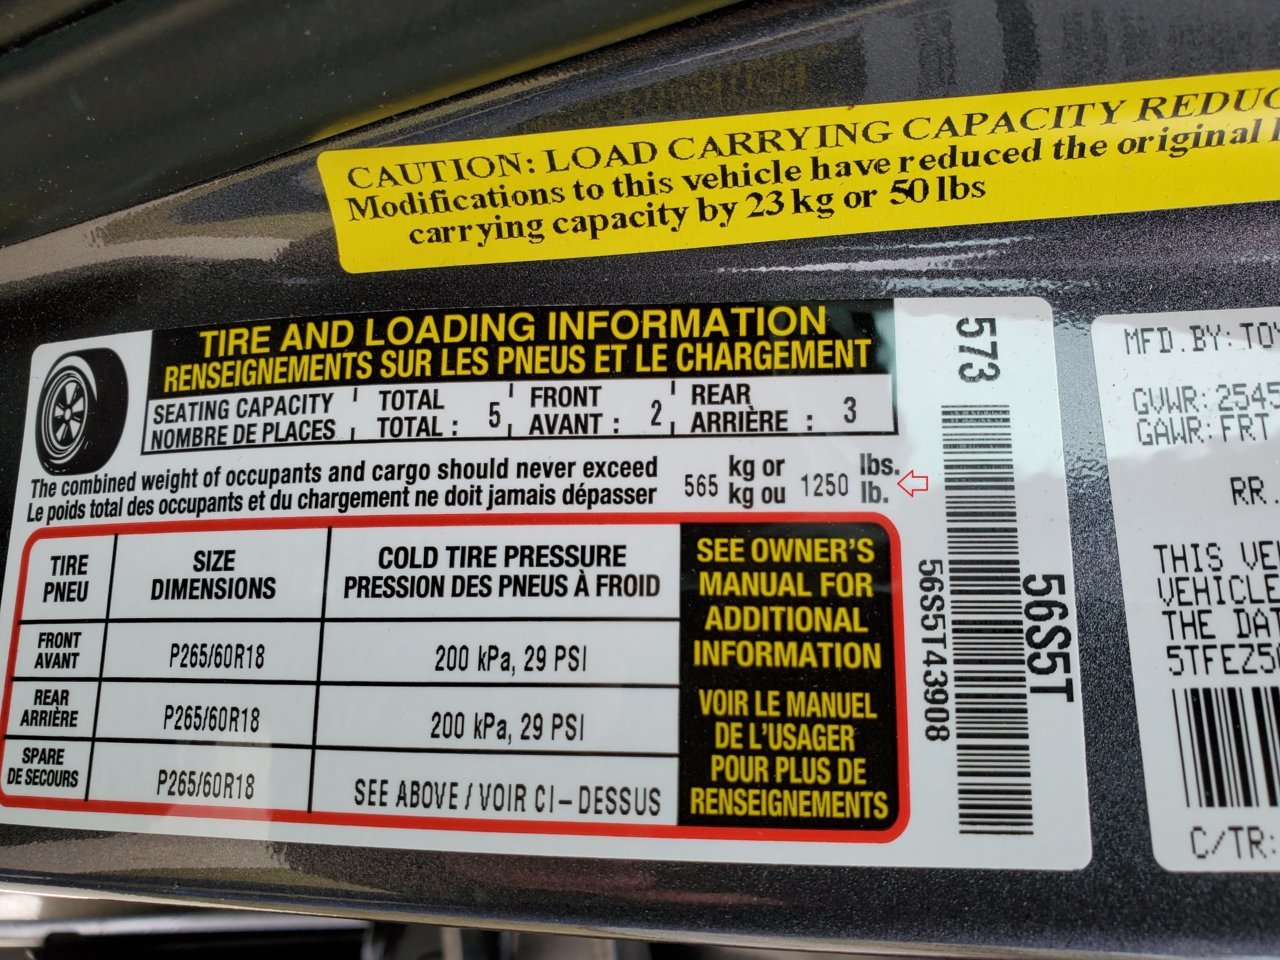 CAUTION: LOAD CARRYING CAPACITY REDUC
Modifications to this vehicle have reduced the original
carrying capacity by 23 kg or 50 lbs
TIRE AND LOADING INFORMATION
RENSEIGNEMENTS SUR LES PNEUS ET LE CHARGEMENT
SEATING CAPACITY TOTAL FRONT REAR
NOMBRE DE PLACES TOTAL : 5 AVANT : 2 ARRIÈRE : 3
The combined weight of occupants and cargo should never exceed 565 kg or 1250 lbs.
Le poids total des occupants et du chargement ne doit jamais dépasser kg ou lb.
TIRE SIZE COLD TIRE PRESSURE
PNEU DIMENSIONS PRESSION DES PNEUS À FROID
FRONT
AVANT P265/60R18 200 kPa, 29 PSI
REAR
ARRIÈRE P265/60R18 200 kPa, 29 PSI
SPARE
DE SECOURS P265/60R18 SEE ABOVE / VOIR CI-DESSUS
SEE OWNER'S
MANUAL FOR
ADDITIONAL
INFORMATION
VOIR LE MANUEL
DE L'USAGER
POUR PLUS DE
RENSEIGNEMENTS
573
56S5T43908
56S5T
MFD.BY: TOY
GVWR: 2545
GAWR: FRT
RR.
THIS VEH
VEHICLE
THE DAT
5TFEZ5
C/TR: